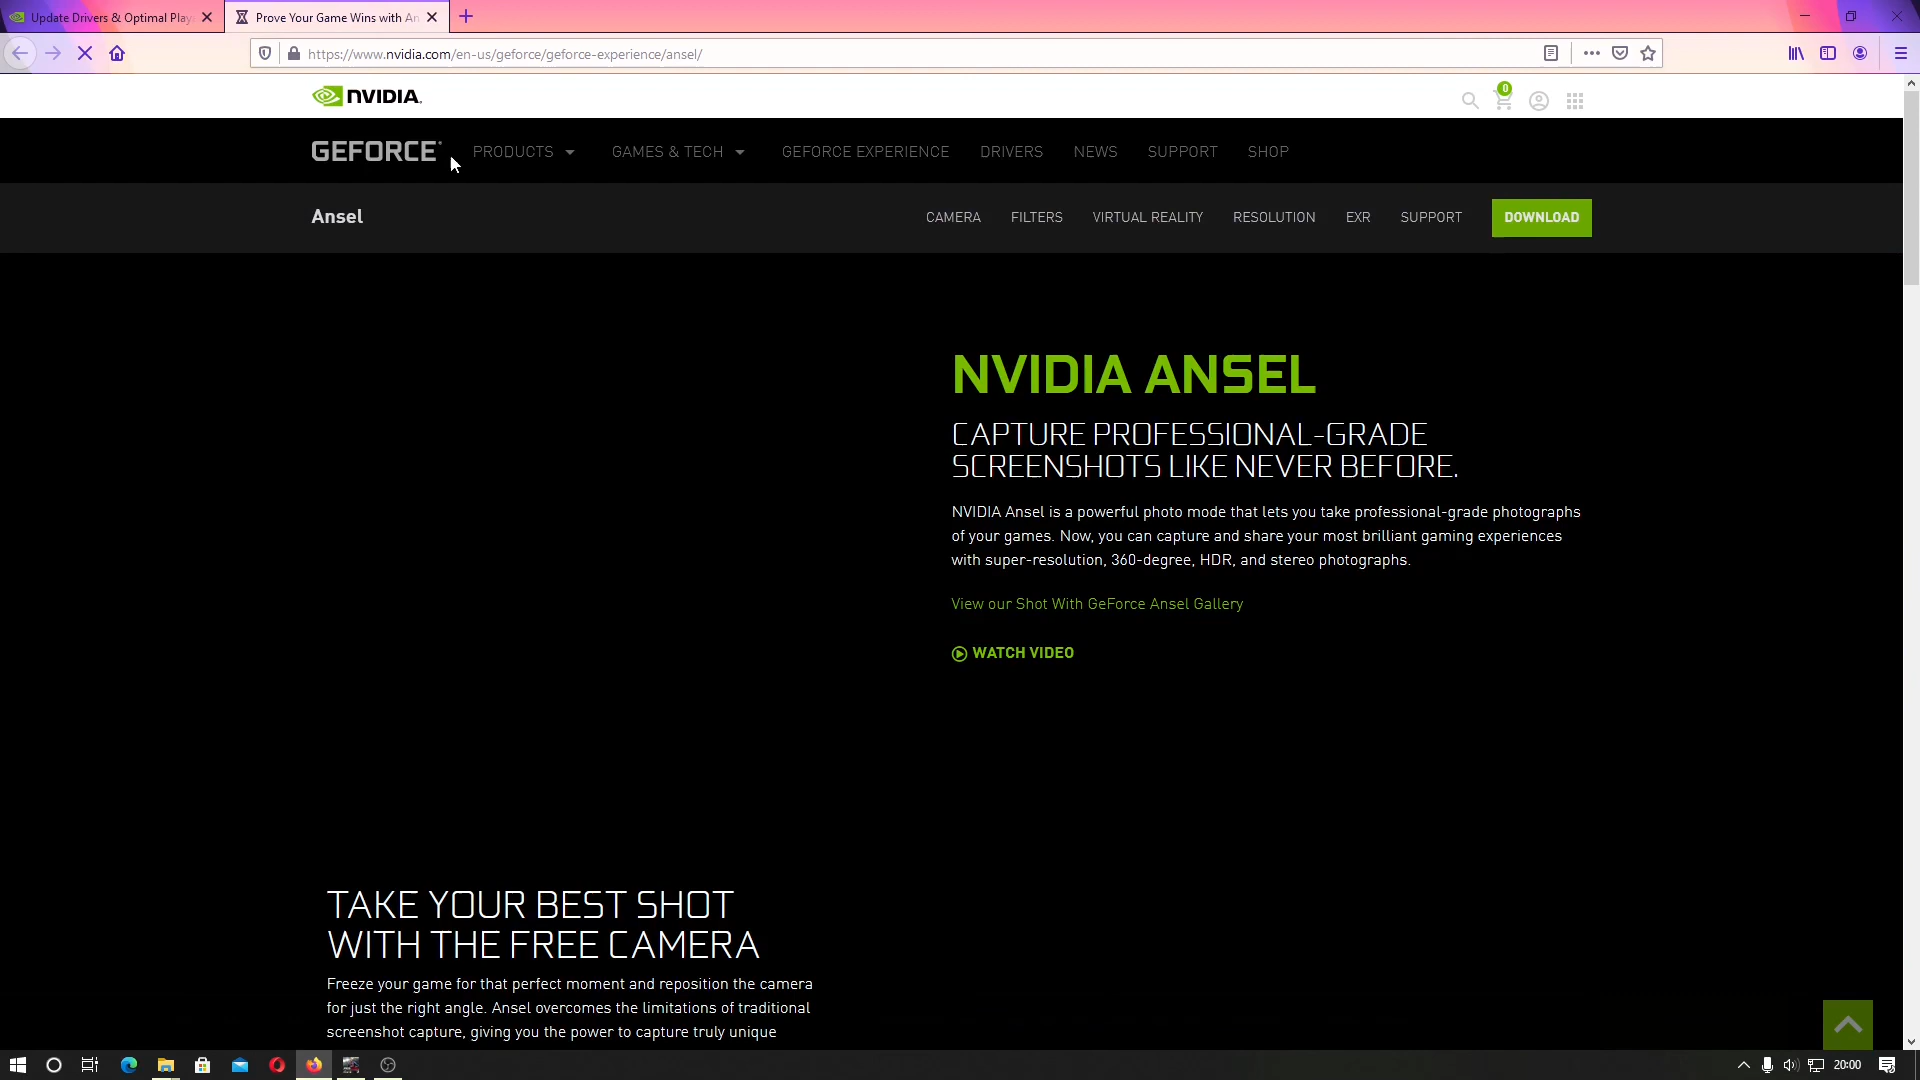 Update Drivers & Optimal Play
Prove Your Game Wins with An
https://www.nvidia.com/en-us/geforce/geforce-experience/ansel/
NVIDIA.
0
GEFORCE
PRODUCTS
GAMES & TECH
GEFORCE EXPERIENCE
DRIVERS
NEWS
SUPPORT
SHOP
Ansel
CAMERA
FILTERS
VIRTUAL REALITY
RESOLUTION
EXR
SUPPORT
DOWNLOAD
NVIDIA ANSEL
CAPTURE PROFESSIONAL-GRADE
SCREENSHOTS LIKE NEVER BEFORE.
NVIDIA Ansel is a powerful photo mode that lets you take professional-grade photographs
of your games. Now, you can capture and share your most brilliant gaming experiences
with super-resolution, 360-degree, HDR, and stereo photographs.
View our Shot With GeForce Ansel Gallery
WATCH VIDEO
TAKE YOUR BEST SHOT
WITH THE FREE CAMERA
Freeze your game for that perfect moment and reposition the camera
for just the right angle. Ansel overcomes the limitations of traditional
screenshot capture, giving you the power to capture truly unique
20:00